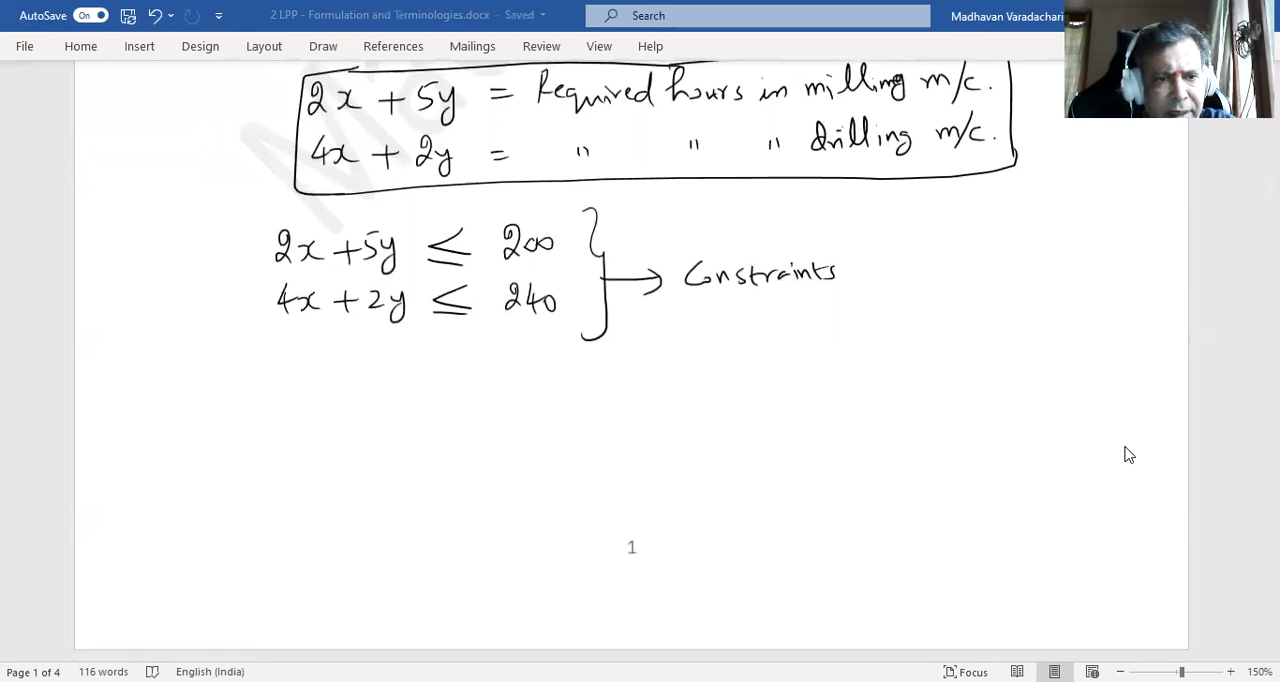 AutoSave On 2 LPP - Formulation and Terminologies.docx - Saved Search Madhavan Varadachari
File Home Insert Design Layout Draw References Mailings Review View Help
2x + 5y = Required hours in milling m/c.
4x + 2y = " " " drilling m/c.
2x + 5y ≤ 200
4x + 2y ≤ 240
→ Constraints
1
Page 1 of 4 116 words English (India) Focus 150%